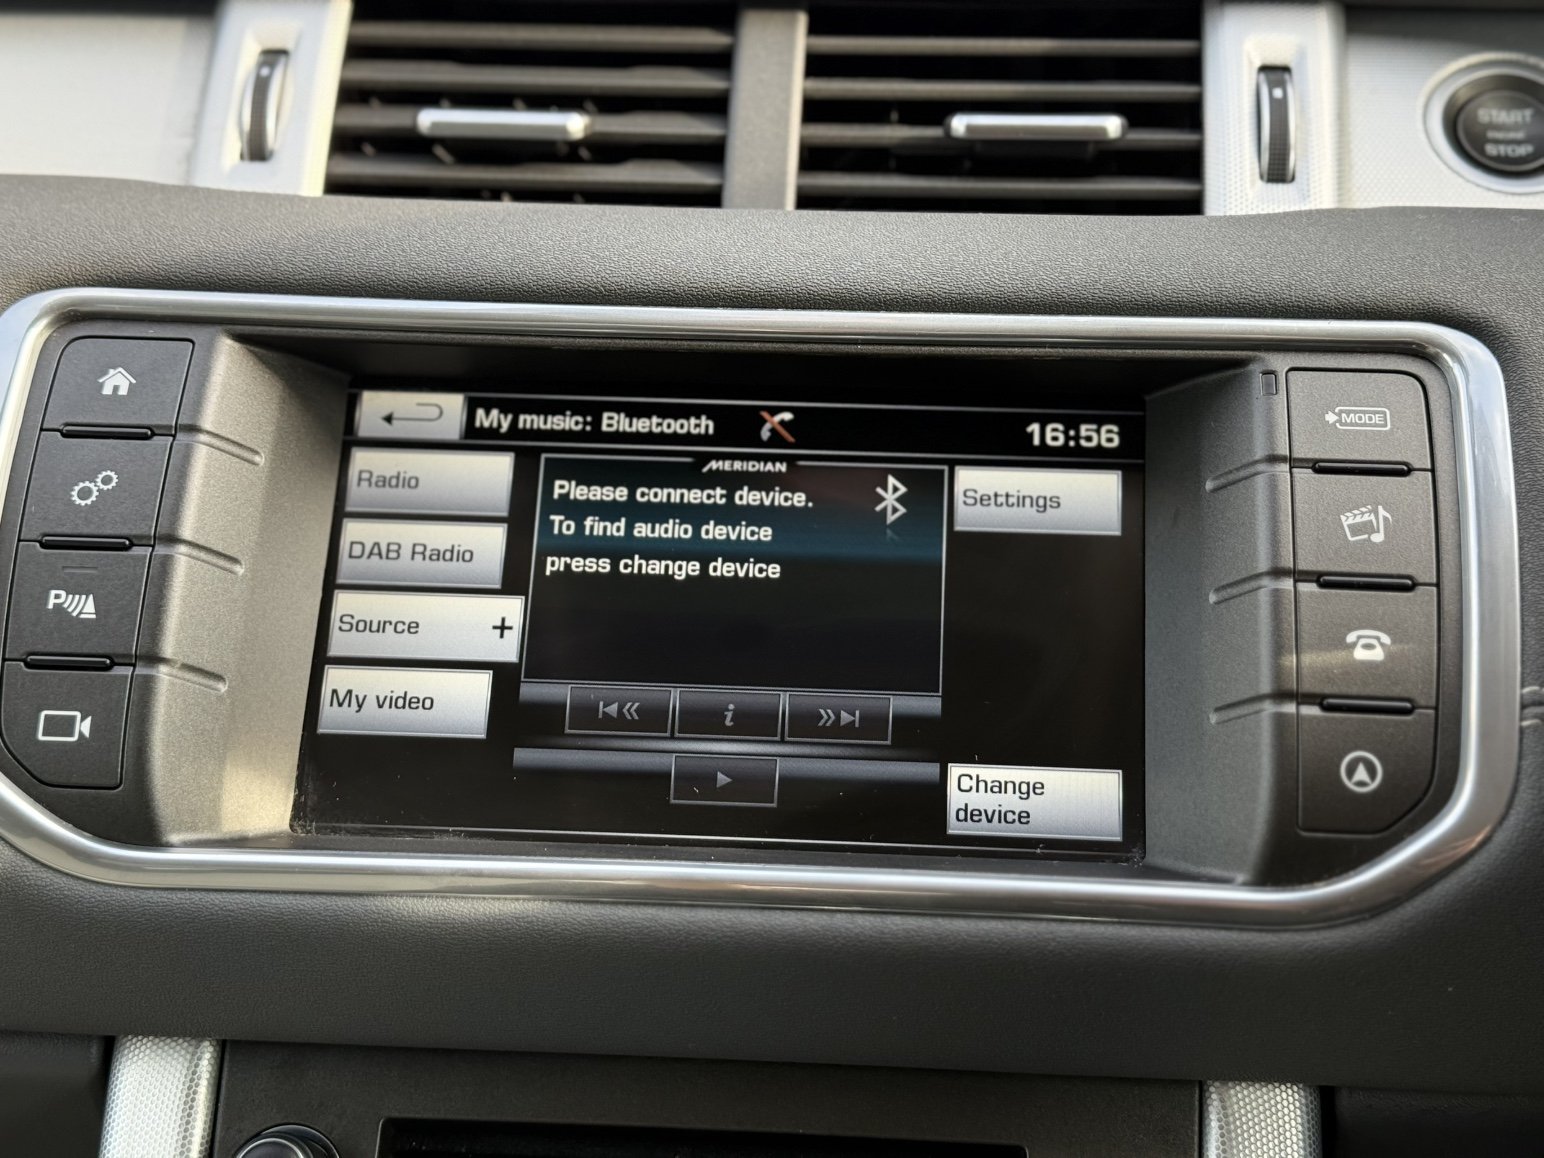 START
STOP
My music: Bluetooth
16:56
MODE
Radio
MERIDIAN
Please connect device.
Settings
To find audio device
DAB Radio
press change device
Source +
P
My video
i
Change
device